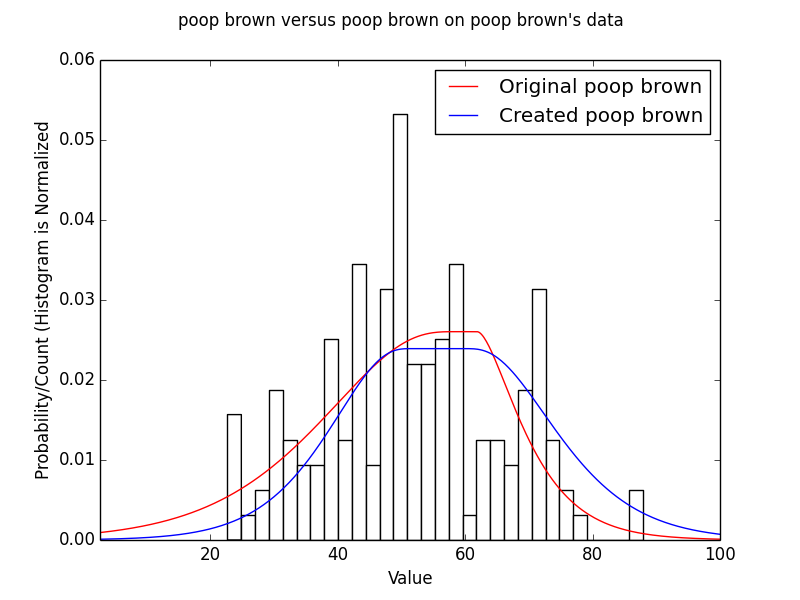 poop brown versus poop brown on poop brown's data
Original poop brown
Created poop brown
Probability/Count (Histogram is Normalized
0.06
0.05
0.04
0.03
0.02
0.01
0.00
20 40 60 80 100
Value